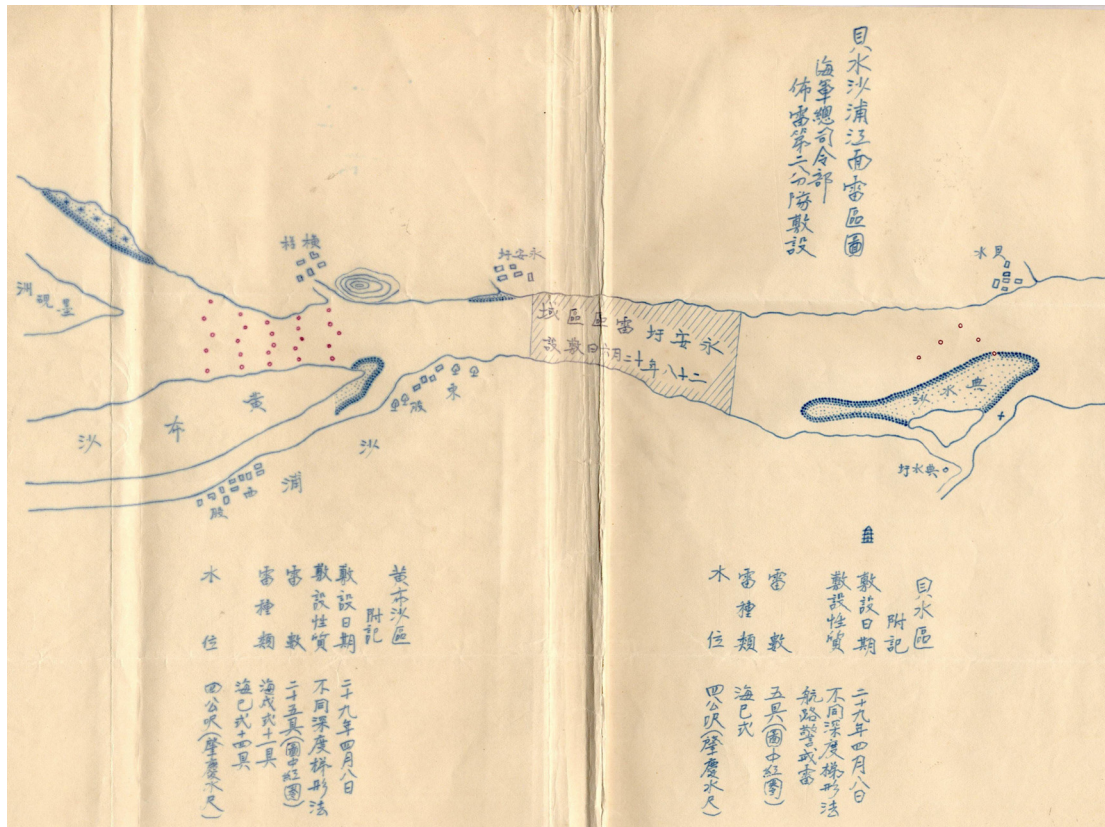 貝水沙浦江面雷區圖
海軍總司令部
佈雷第二八分隊敷設
貝水
永安圩
橫槎
墨硯洲
永安圩雷區區域
二十八年十二月六日敷設
典水沙
典水圩
黃布沙
東殿
沙浦
西殿
貝水區
附記
敷設日期 二十九年四月八日
敷設性質 不同深度梯形法
航路警戒雷
雷數 五具(圖中紅圈)
雷種類 海巳式
水位 四公呎(肇慶水尺)
黃布沙區
附記
敷設日期 二十九年四月八日
敷設性質 不同深度梯形法
雷數 二十五具(圖中紅圈)
雷種類 海戊式十一具
海巳式十四具
水位 四公呎(肇慶水尺)